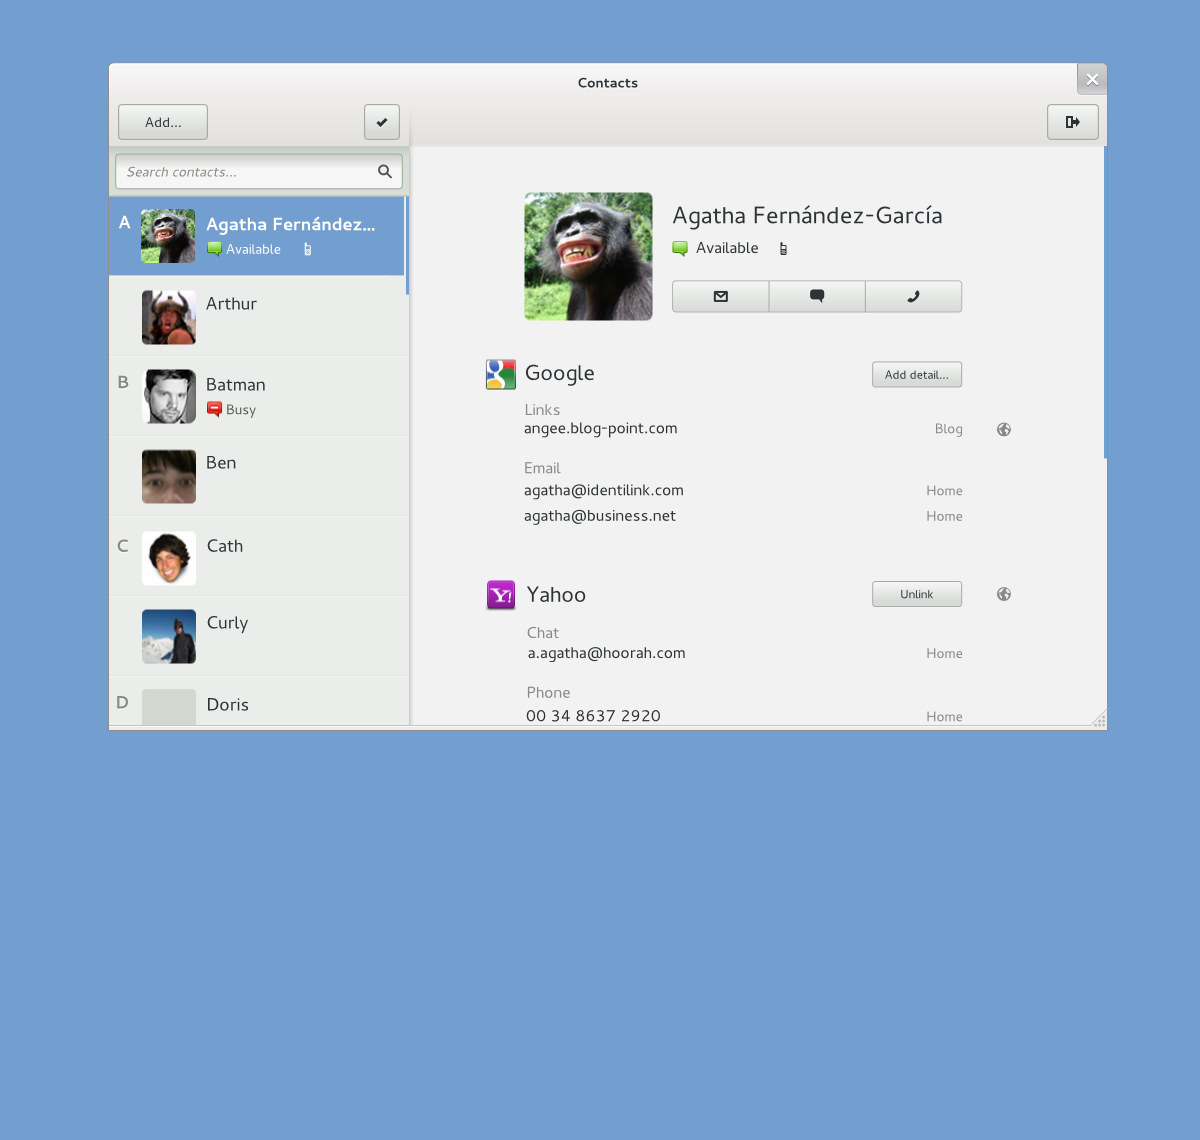 Contacts
Add...
Search contacts...
A
Agatha Fernández...
Available
Arthur
B
Batman
Busy
Ben
C
Cath
Curly
D
Doris
Agatha Fernández-García
Available
Google
Add detail...
Links
angee.blog-point.com
Blog
Email
agatha@identilink.com
Home
agatha@business.net
Home
Y!
Yahoo
Unlink
Chat
a.agatha@hoorah.com
Home
Phone
00 34 8637 2920
Home